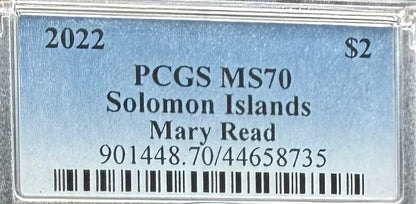 2022 $2
PCGS MS70
Solomon Islands
Mary Read
901448.70/44658735